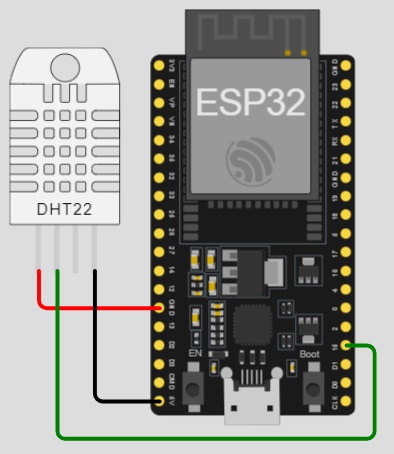 ESP32
DHT22
3V3
EN
VP
VN
34
35
32
33
25
26
27
14
12
GND
13
D2
D3
CMD
5V
GND
23
22
TX
RX
21
GND
19
18
5
17
16
4
0
2
15
D1
D0
CLK
EN
Boot